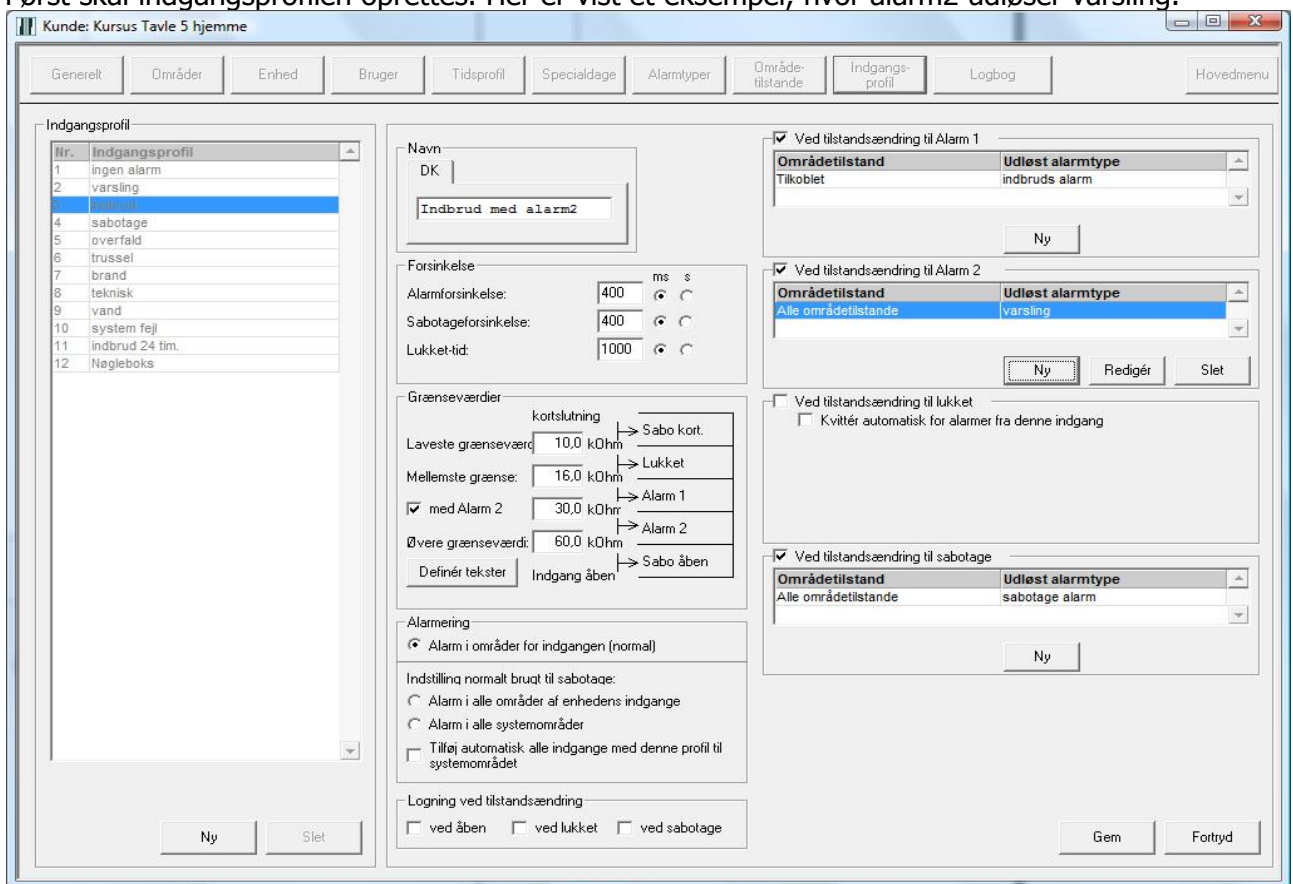 Først skal indgangsprofilen oprettes. Her er vist et eksempel, hvor alarm2 udløser varsling.
Kunde: Kursus Tavle 5 hjemme
Generelt
Områder
Enhed
Bruger
Tidsprofil
Specialdage
Alarmtyper
Område-
tilstande
Indgangs-
profil
Logbog
Hovedmenu
Indgangsprofil
Nr. Indgangsprofil
1 ingen alarm
2 varsling
3 indbrud
4 sabotage
5 overfald
6 trussel
7 brand
8 teknisk
9 vand
10 system fejl
11 indbrud 24 tim.
12 Nøgleboks
Ny
Slet
Navn
DK
Indbrud med alarm2
Forsinkelse
ms s
Alarmforsinkelse: 400
Sabotageforsinkelse: 400
Lukket-tid: 1000
Grænseværdier
kortslutning
Sabo kort.
Laveste grænseværd 10,0 kOhm
Lukket
Mellemste grænse: 16,0 kOhm
Alarm 1
med Alarm 2 30,0 kOhm
Alarm 2
Øvere grænseværdi: 60,0 kOhm
Sabo åben
Definér tekster
Indgang åben
Alarmering
Alarm i områder for indgangen (normal)
Indstilling normalt brugt til sabotage:
Alarm i alle områder af enhedens indgange
Alarm i alle systemområder
Tilføj automatisk alle indgange med denne profil til
systemområdet
Logning ved tilstandsændring
ved åben ved lukket ved sabotage
Ved tilstandsændring til Alarm 1
Områdetilstand Udløst alarmtype
Tilkoblet indbruds alarm
Ny
Ved tilstandsændring til Alarm 2
Områdetilstand Udløst alarmtype
Alle områdetilstande varsling
Ny Redigér Slet
Ved tilstandsændring til lukket
Kvittér automatisk for alarmer fra denne indgang
Ved tilstandsændring til sabotage
Områdetilstand Udløst alarmtype
Alle områdetilstande sabotage alarm
Ny
Gem Fortryd